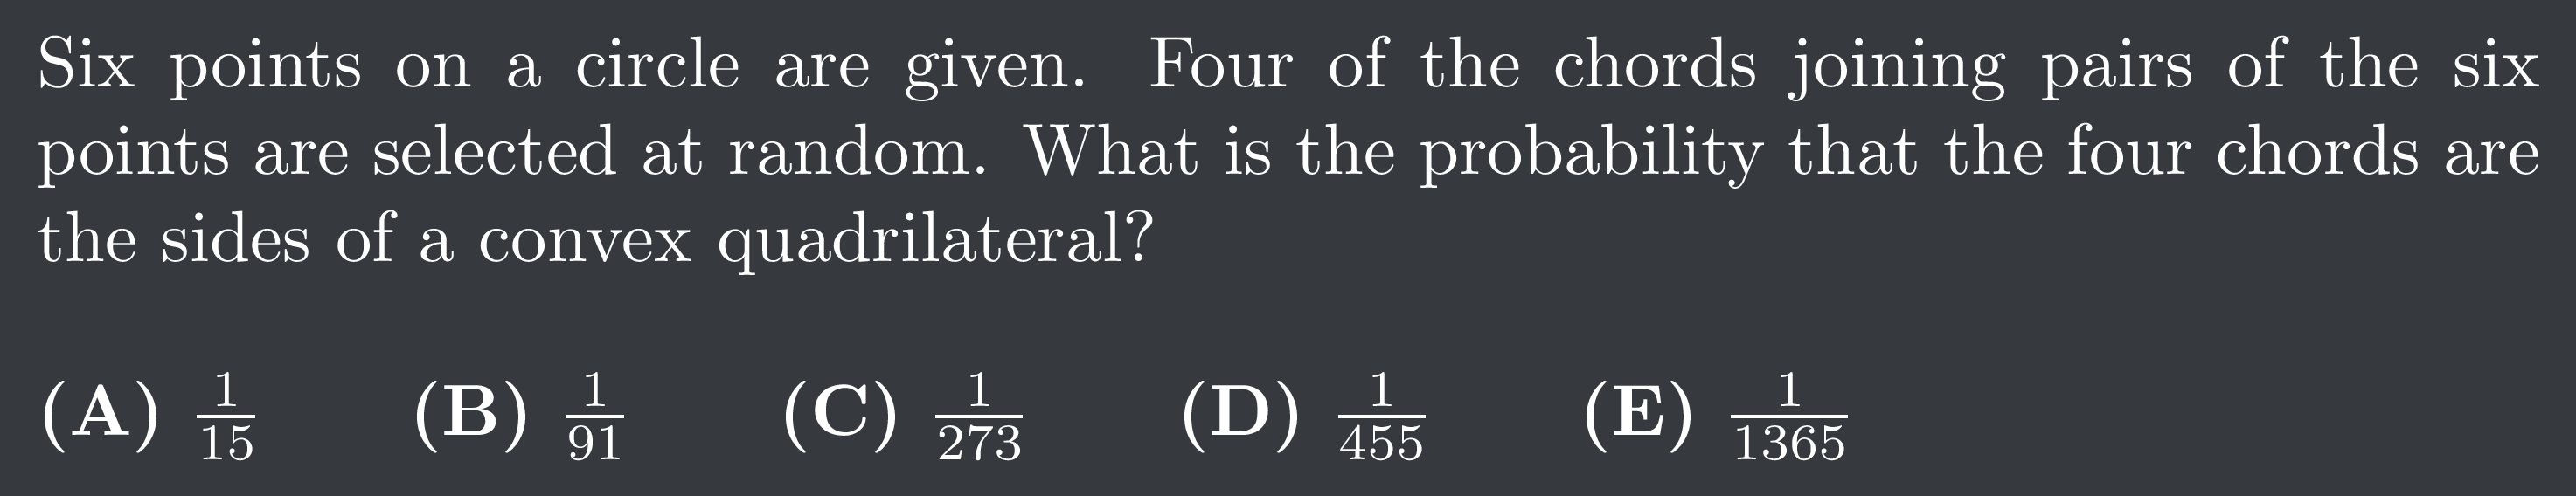 Six points on a circle are given. Four of the chords joining pairs of the six
points are selected at random. What is the probability that the four chords are
the sides of a convex quadrilateral?
(A) 1/15 (B) 1/91 (C) 1/273 (D) 1/455 (E) 1/1365